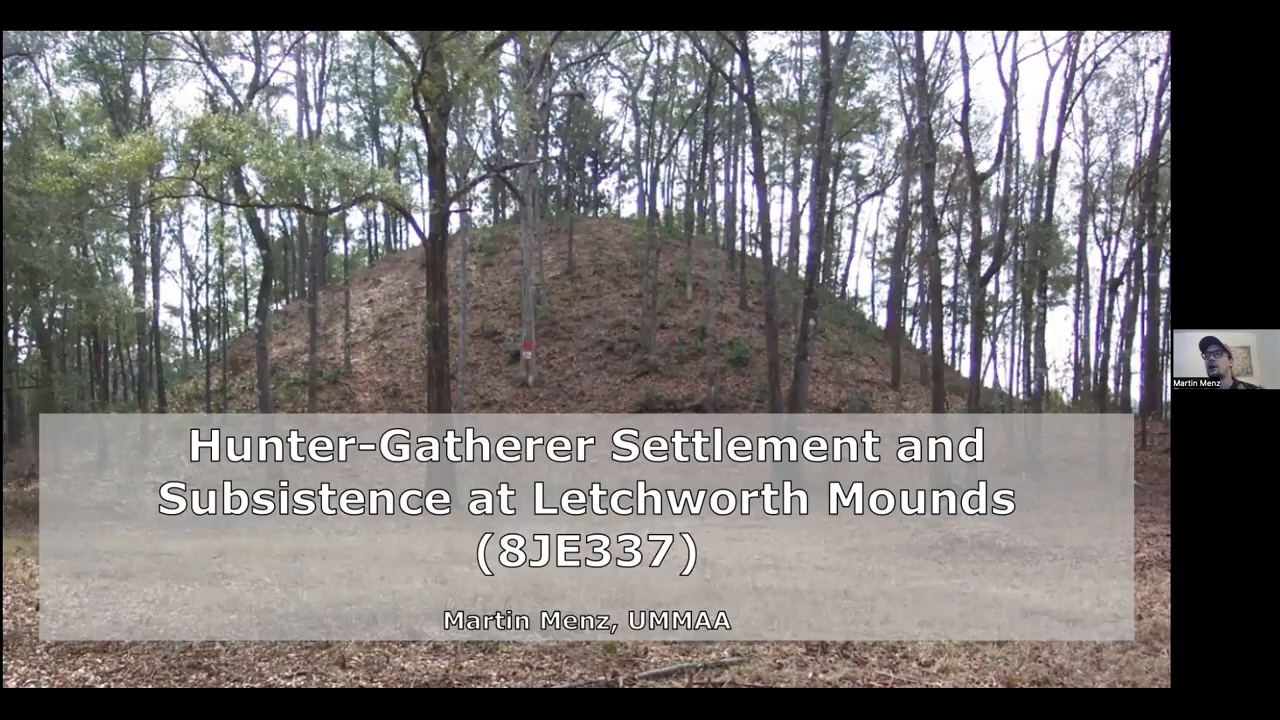 Hunter-Gatherer Settlement and
Subsistence at Letchworth Mounds
(8JE337)
Martin Menz, UMMAA
Martin Menz